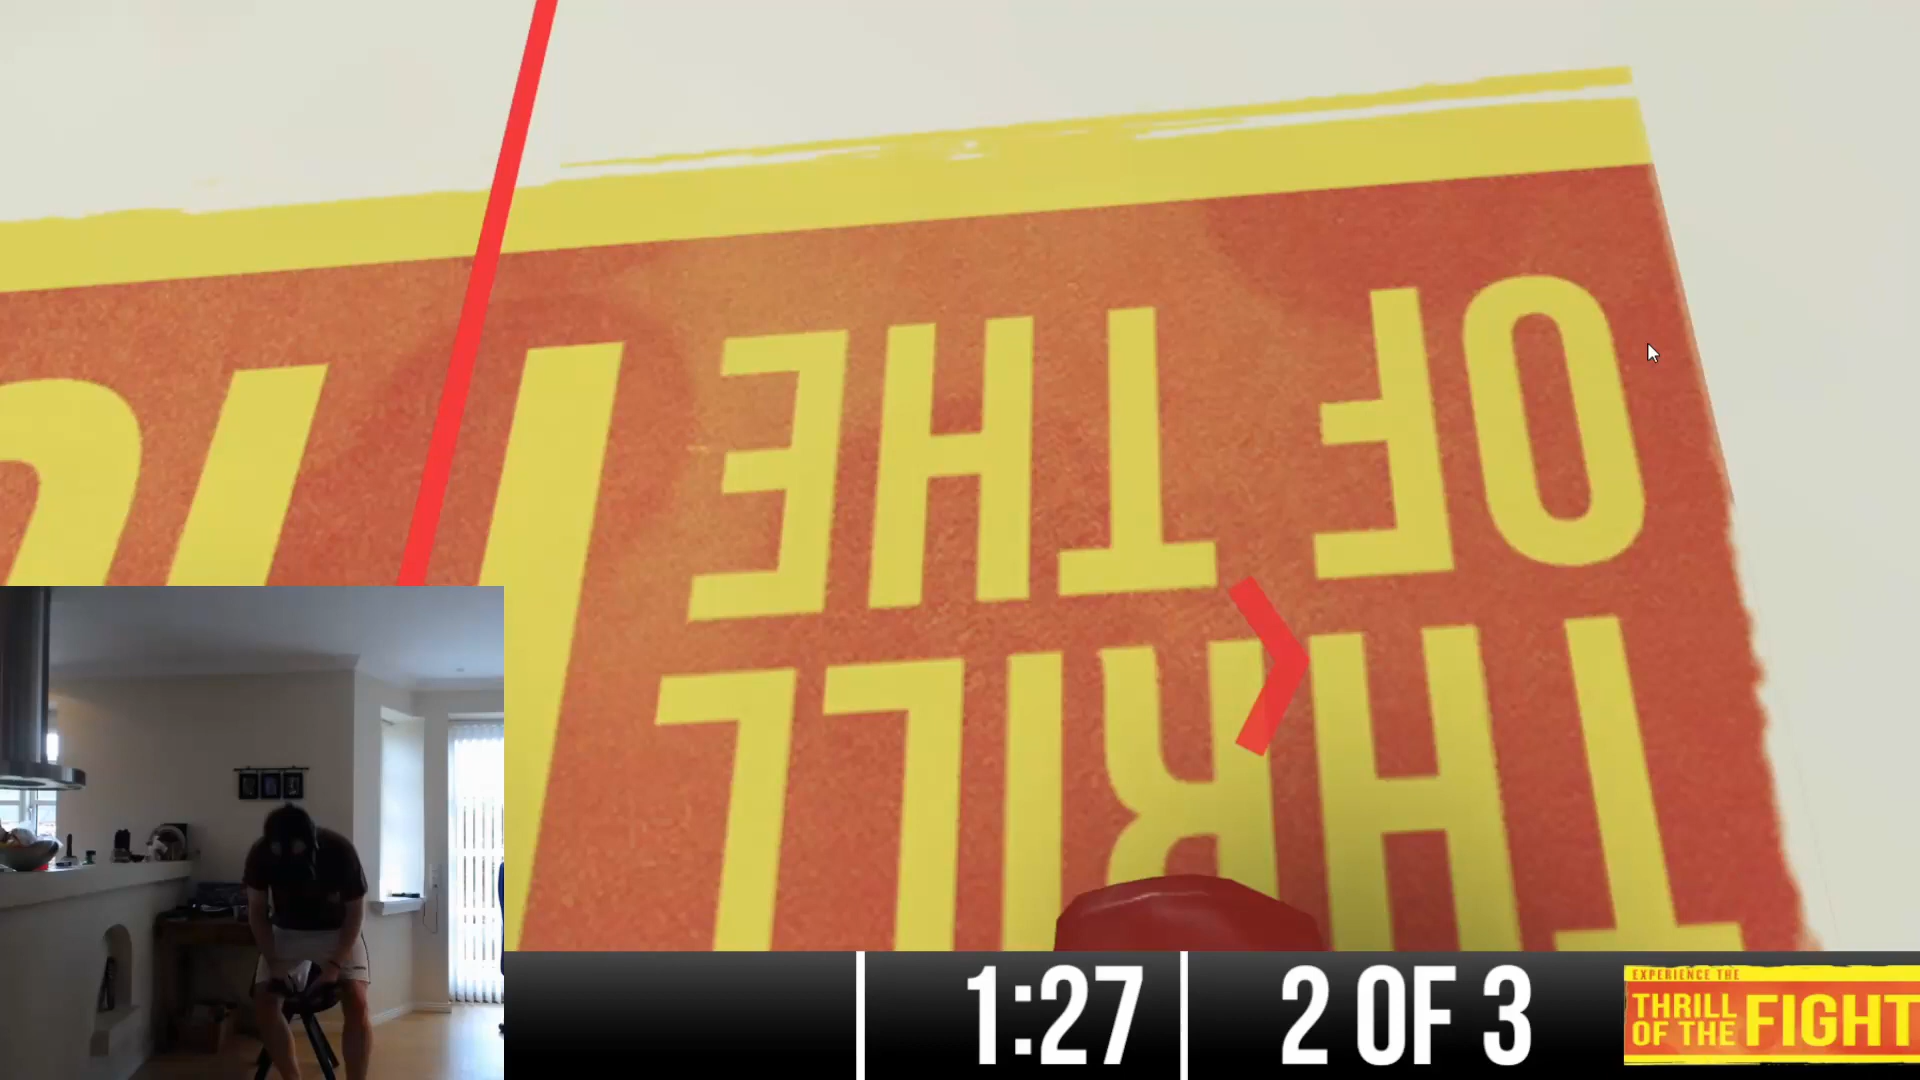 OF THE
THRILL
1:27
2 OF 3
EXPERIENCE THE
THRILL
OF THE
FIGHT